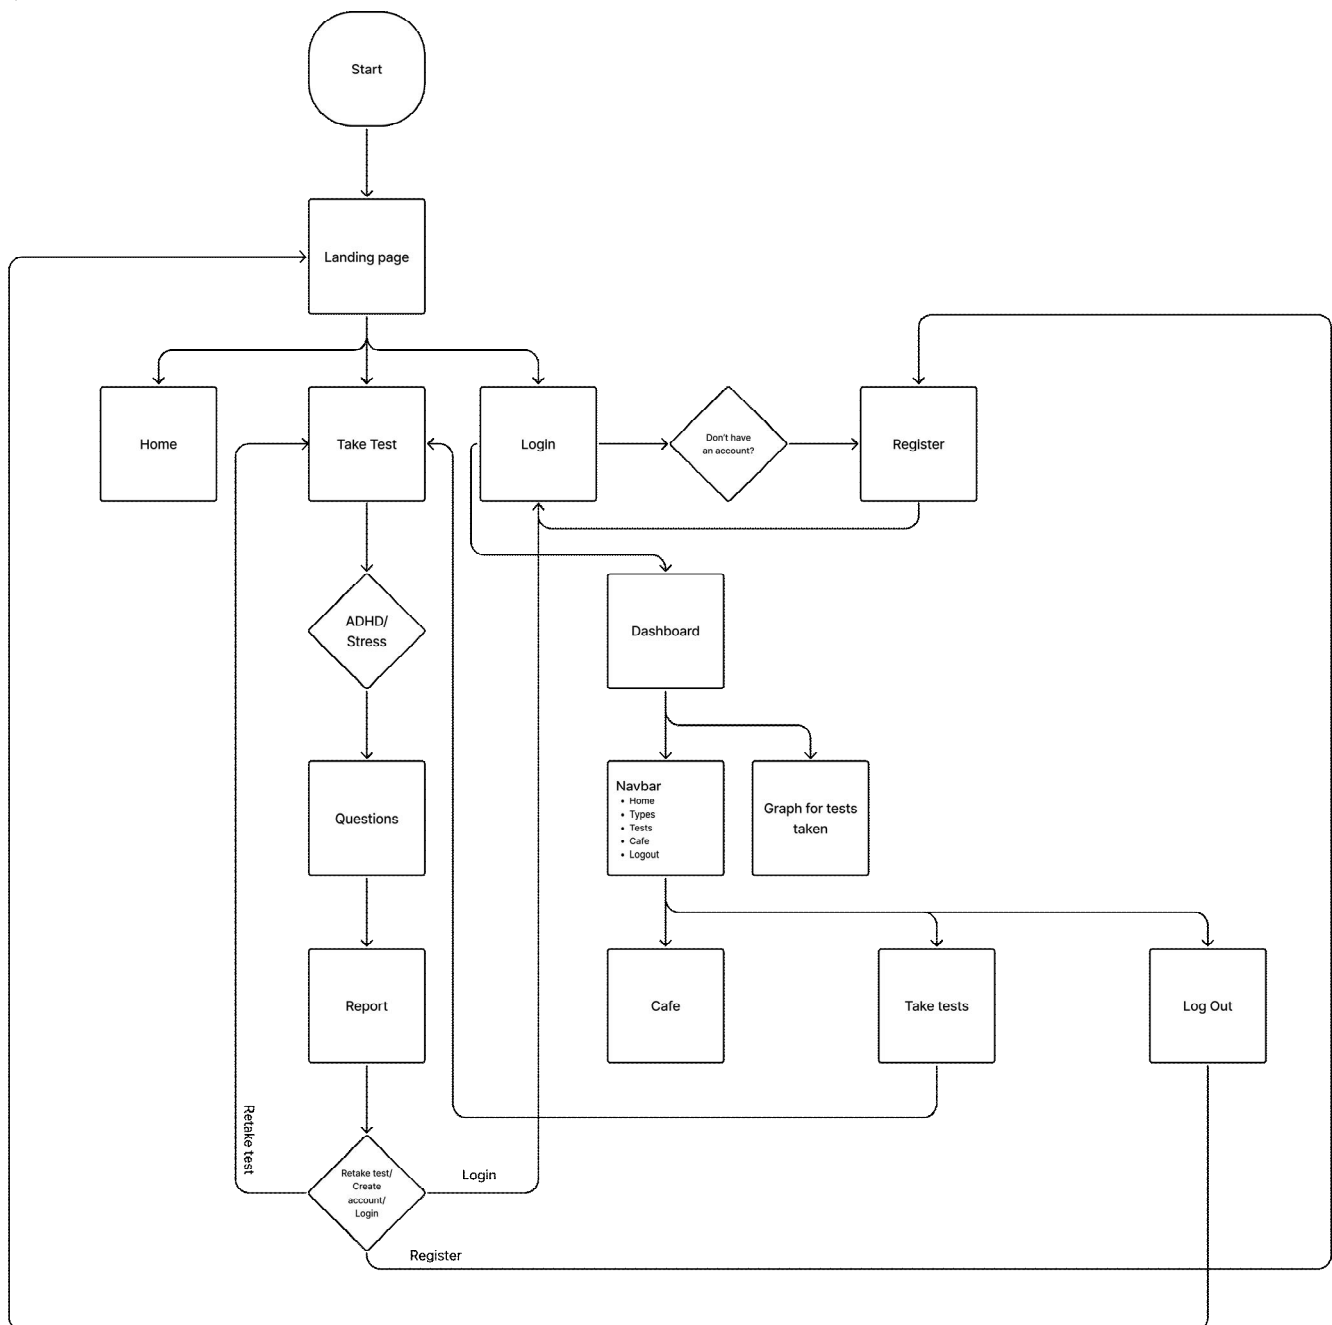 Start
Landing page
Home
Take Test
Login
Don't have
an account?
Register
ADHD/
Stress
Dashboard
Questions
Navbar
• Home
• Types
• Tests
• Cafe
• Logout
Graph for tests
taken
Report
Cafe
Take tests
Log Out
Retake test
Retake test/
Create
account/
Login
Login
Register